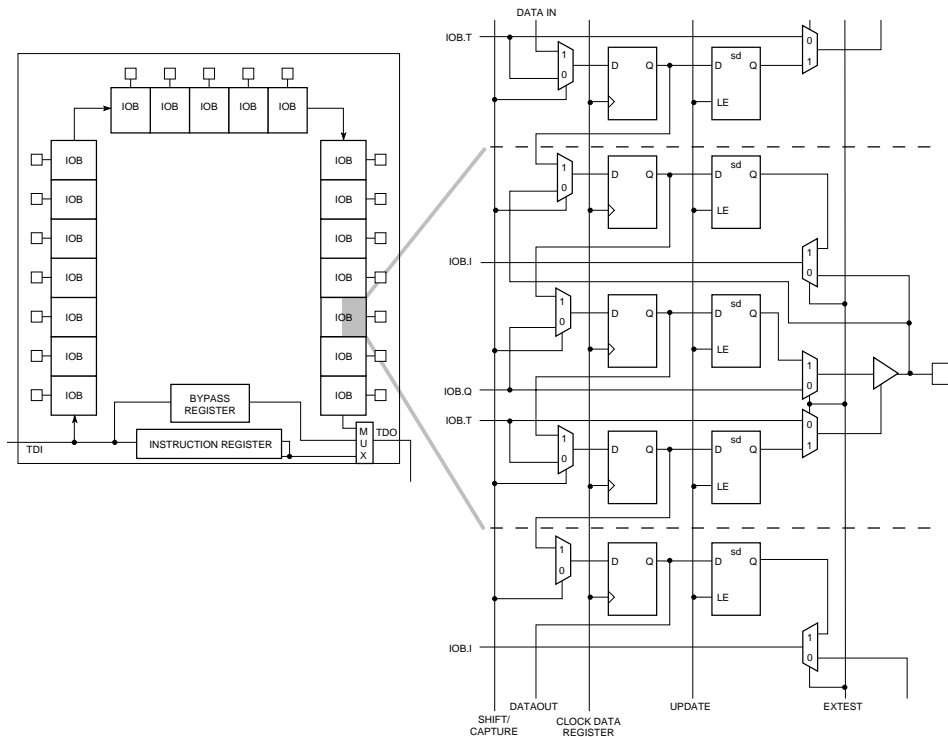 DATA IN
IOB.T
1
0
D Q
sd
D Q
LE
0
1
IOB IOB IOB IOB IOB
IOB
IOB
IOB
IOB
IOB
IOB
IOB
IOB
IOB
IOB
IOB
IOB
IOB
IOB
BYPASS
REGISTER
INSTRUCTION REGISTER
TDI
M
U
X
TDO
1
0
D Q
sd
D Q
LE
IOB.I
1
0
1
0
D Q
sd
D Q
LE
IOB.Q
1
0
IOB.T
0
1
1
0
D Q
sd
D Q
LE
1
0
D Q
sd
D Q
LE
IOB.I
1
0
SHIFT/
CAPTURE
DATAOUT
CLOCK DATA
REGISTER
UPDATE
EXTEST